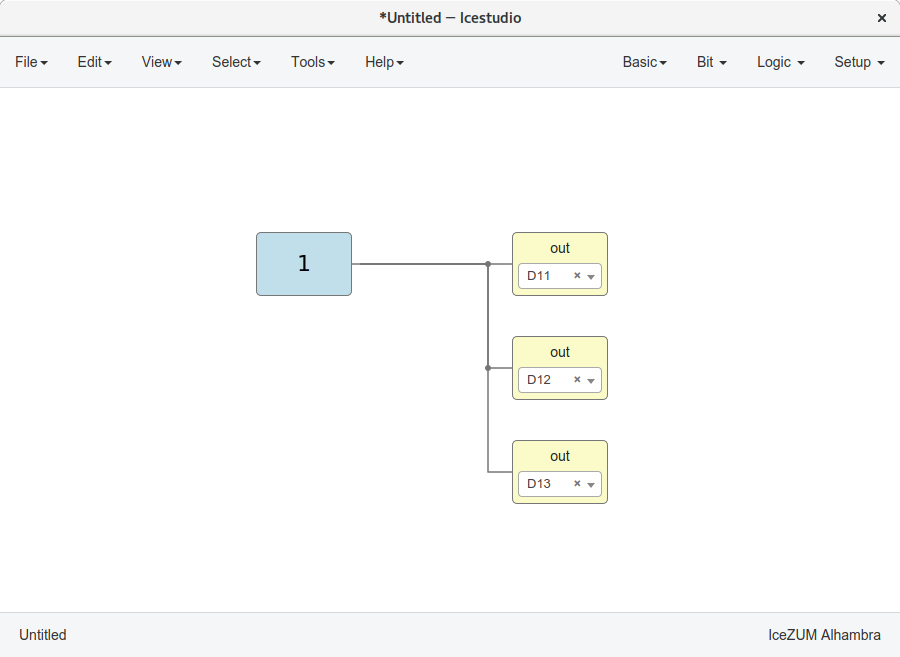 *Untitled — Icestudio ×
File Edit View Select Tools Help Basic Bit Logic Setup
1
out
D11 ×
out
D12 ×
out
D13 ×
Untitled IceZUM Alhambra